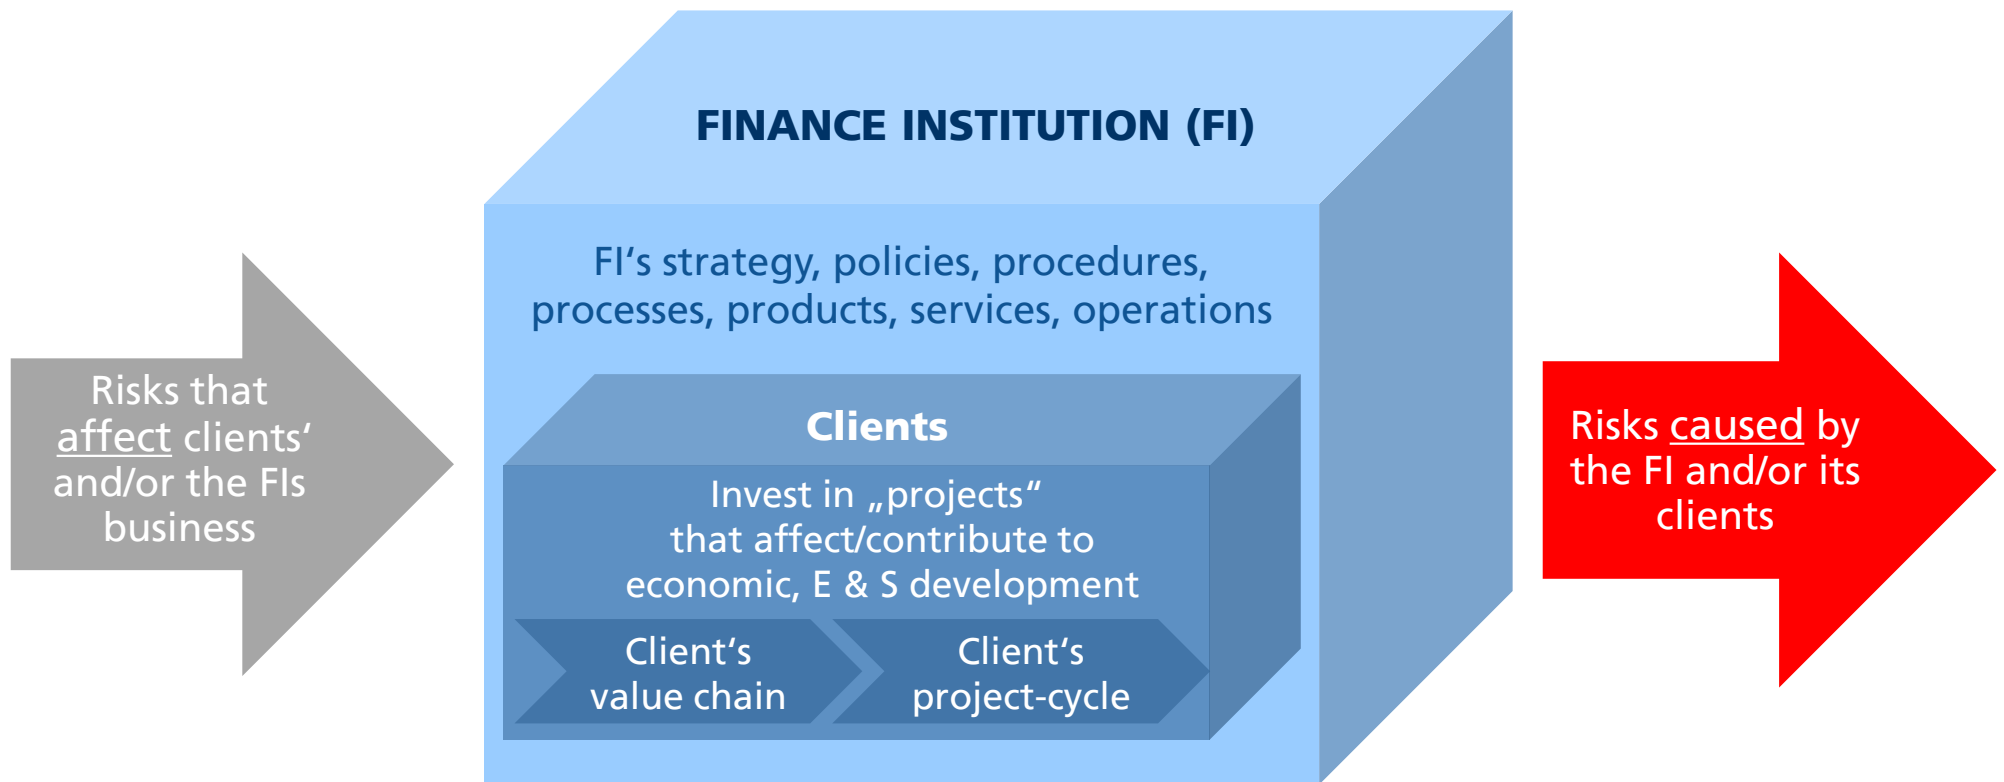 FINANCE INSTITUTION (FI)
FI‘s strategy, policies, procedures,
processes, products, services, operations
Risks that
affect clients‘
and/or the FIs
business
Clients
Invest in „projects“
that affect/contribute to
economic, E & S development
Client‘s
value chain
Client‘s
project-cycle
Risks caused by
the FI and/or its
clients